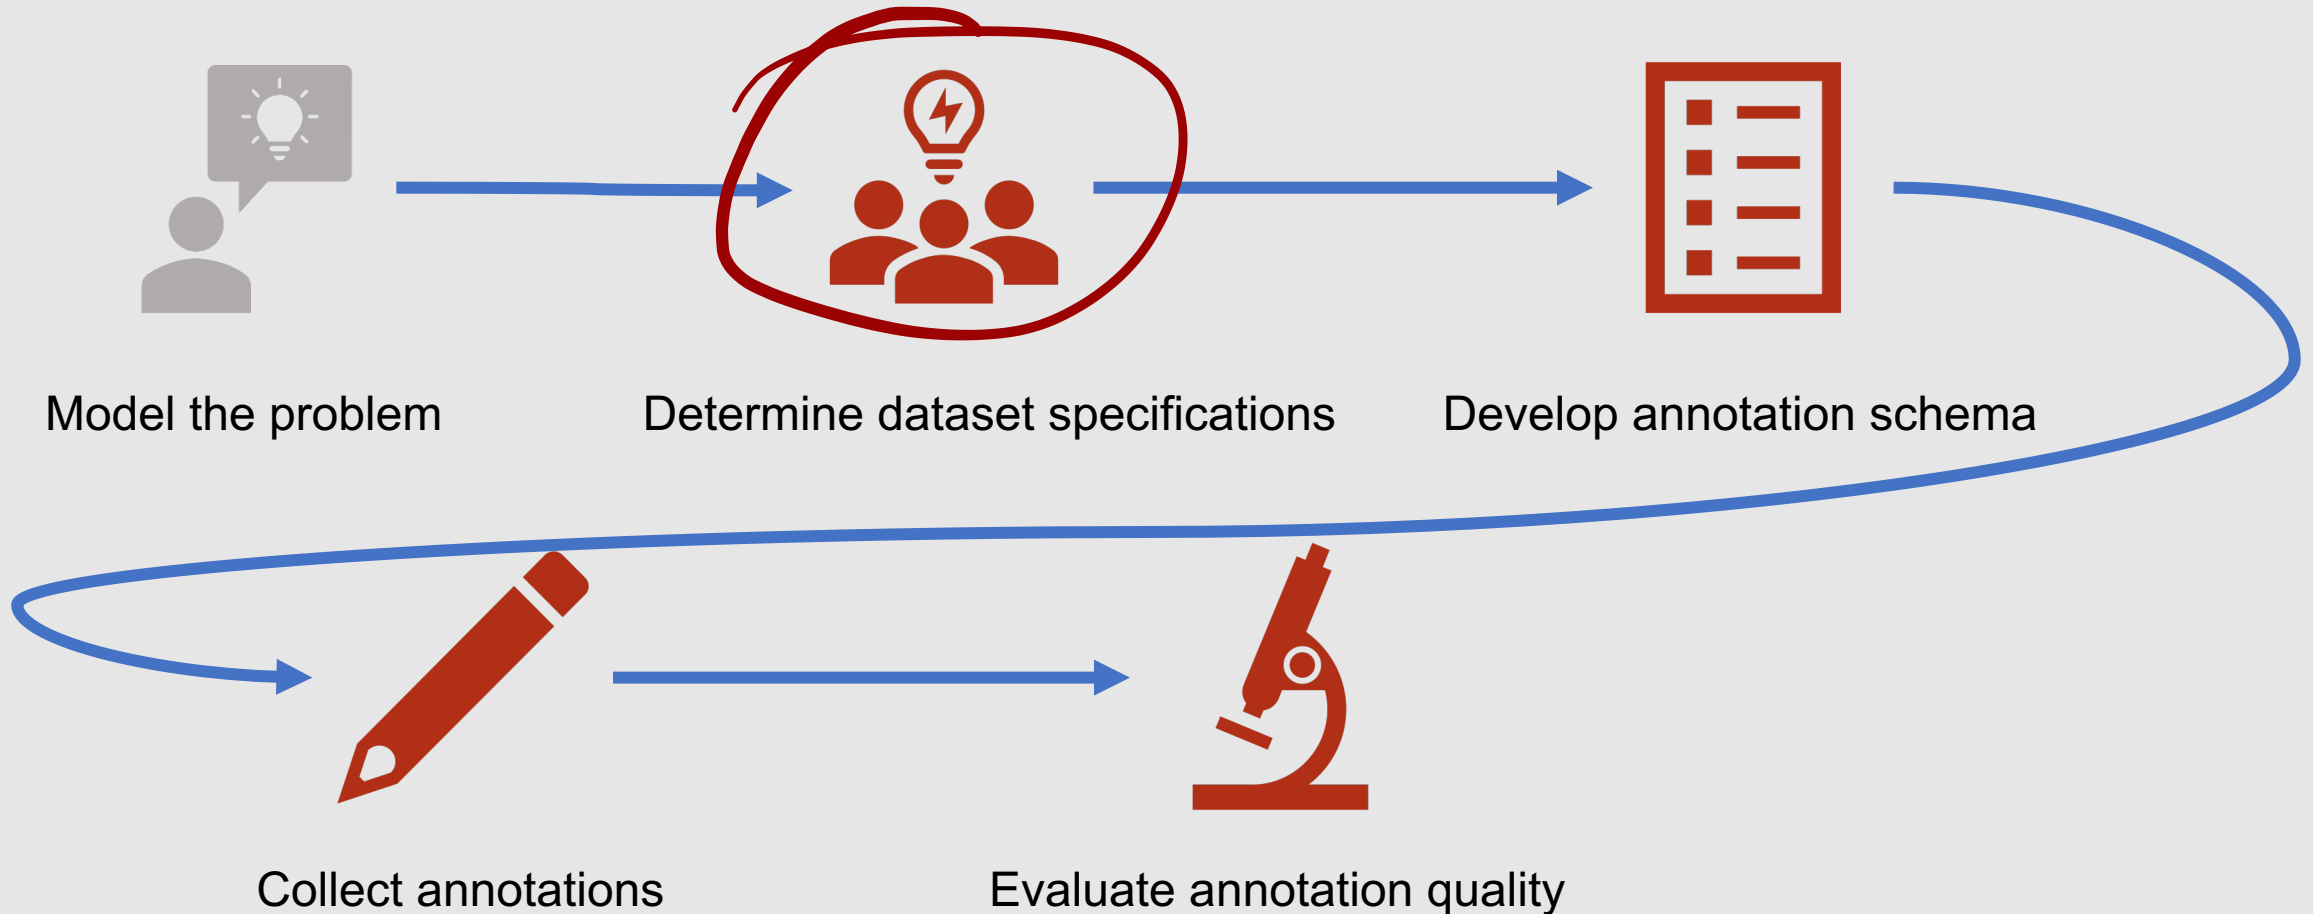 Model the problem
Determine dataset specifications
Develop annotation schema
Collect annotations
Evaluate annotation quality